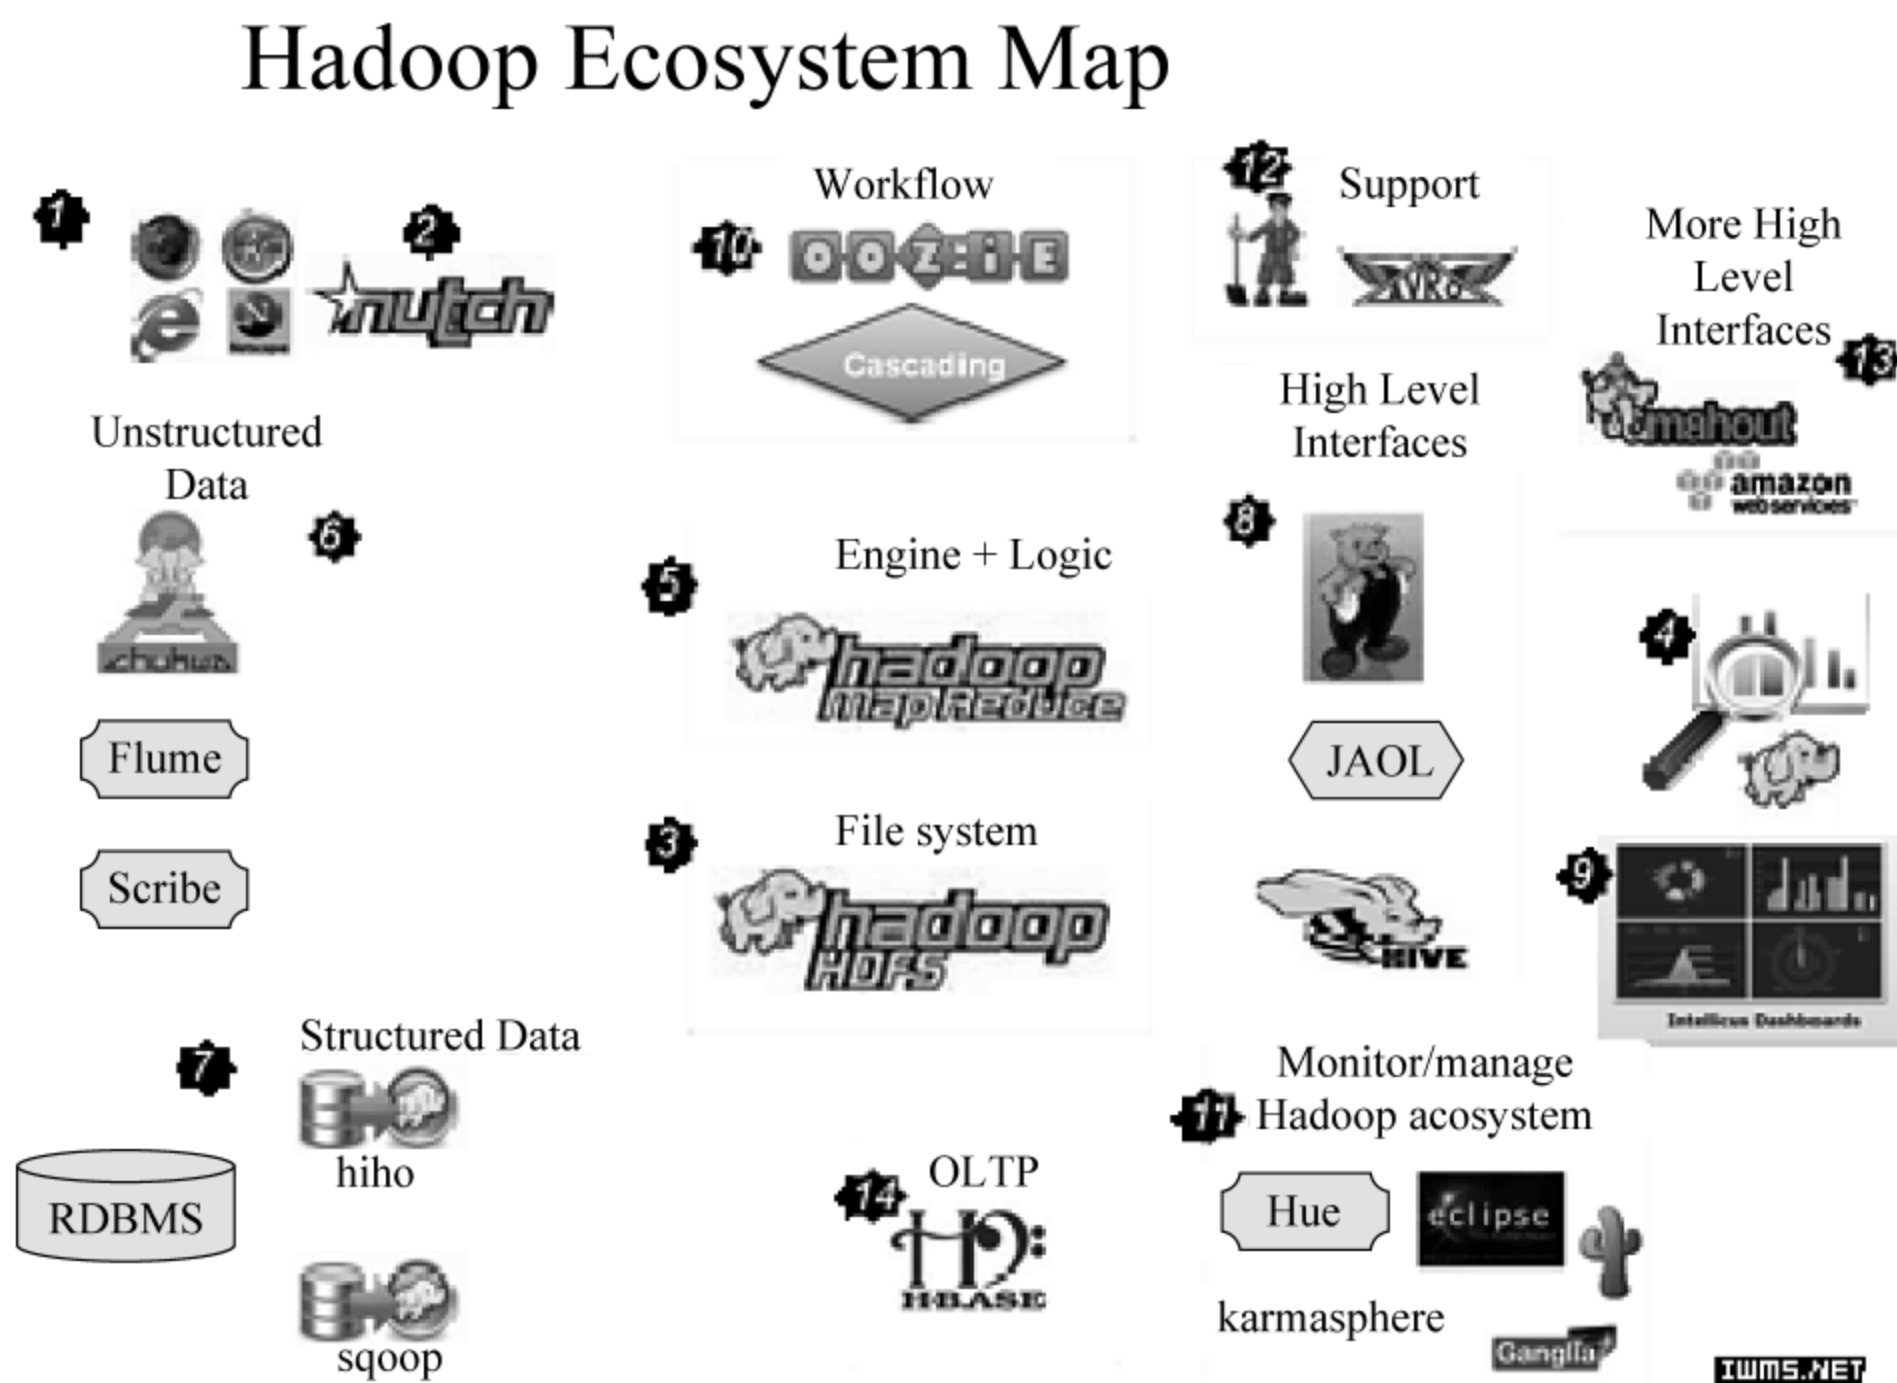 Hadoop Ecosystem Map
1
2
nutch
Unstructured
Data
6
chukwa
Flume
Scribe
7
Structured Data
RDBMS
hiho
sqoop
Workflow
10
OOZiE
Cascading
5
Engine + Logic
hadoop
Map Reduce
3
File system
hadoop
HDFS
14
OLTP
H
HBASE
12
Support
AVRO
High Level
Interfaces
8
JAOL
HIVE
11
Monitor/manage
Hadoop acosystem
Hue
eclipse
karmasphere
Ganglia
More High
Level
Interfaces
13
mahout
amazon
webservices
4
9
Intellicus Dashboards
IWMS.NET